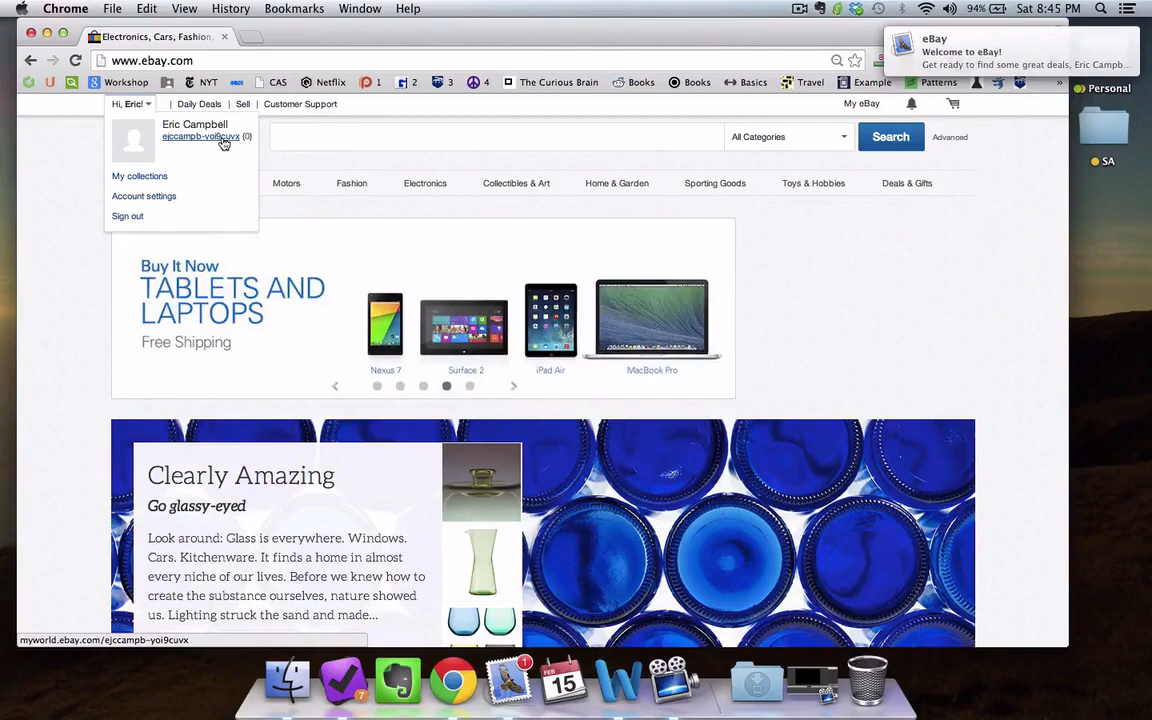 Chrome File Edit View History Bookmarks Window Help
94% Sat 8:45 PM
Electronics, Cars, Fashion,
www.ebay.com
eBay
Welcome to eBay!
Get ready to find some great deals, Eric Campb...
Workshop NYT CAS Netflix 1 2 3 4 The Curious Brain Books Books Basics Travel Example Patterns »
Personal
SA
Hi, Eric! Daily Deals Sell Customer Support My eBay
Eric Campbell
ejccampb-yoi9cuvx (0)
My collections
Account settings
Sign out
All Categories Search Advanced
Motors Fashion Electronics Collectibles & Art Home & Garden Sporting Goods Toys & Hobbies Deals & Gifts
Buy It Now
TABLETS AND
LAPTOPS
Free Shipping
Nexus 7 Surface 2 iPad Air MacBook Pro
Clearly Amazing
Go glassy-eyed
Look around: Glass is everywhere. Windows.
Cars. Kitchenware. It finds a home in almost
every niche of our lives. Before we knew how to
create the substance ourselves, nature showed
us. Lighting struck the sand and made...
myworld.ebay.com/ejccampb-yoi9cuvx
7
1
FEB
15
W